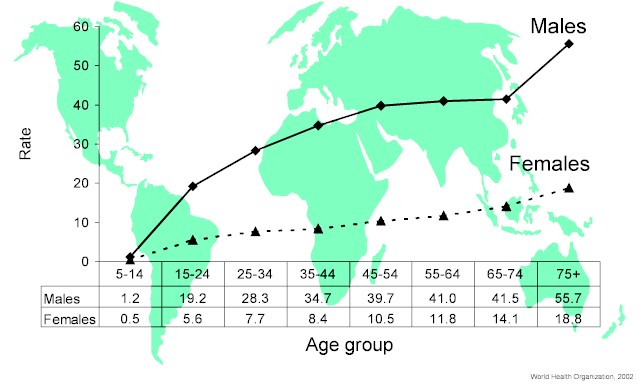 Males
Females
Rate
60
50
40
30
20
10
0
5-14 15-24 25-34 35-44 45-54 55-64 65-74 75+
Males 1.2 19.2 28.3 34.7 39.7 41.0 41.5 55.7
Females 0.5 5.6 7.7 8.4 10.5 11.8 14.1 18.8
Age group
World Health Organization, 2002